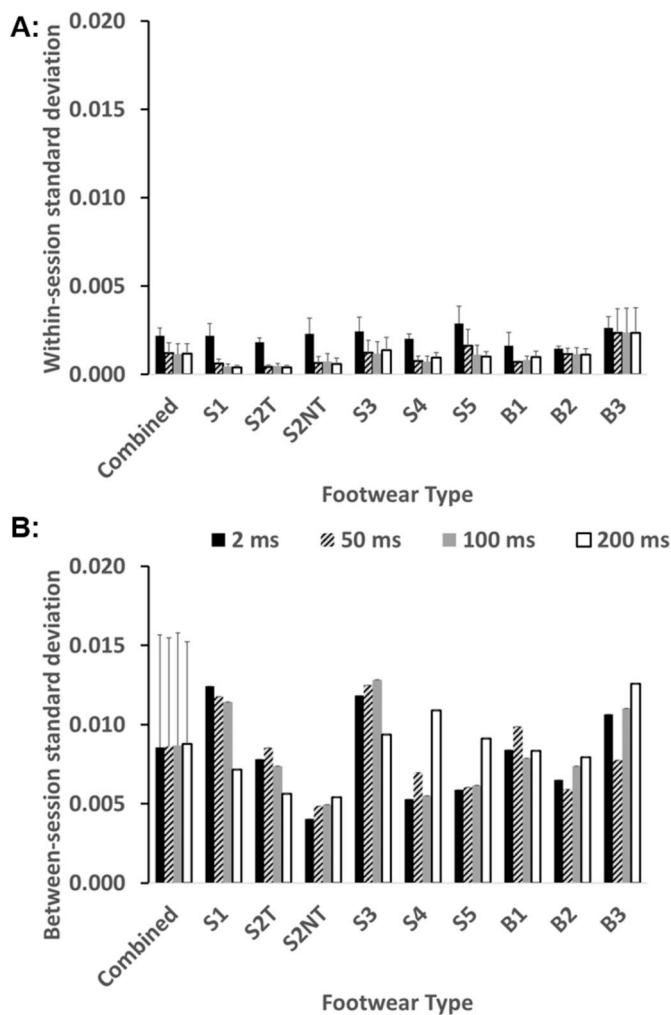 A:
Within-session standard deviation
0.020
0.015
0.010
0.005
0.000
Combined
S1
S2T
S2NT
S3
S4
S5
B1
B2
B3
Footwear Type
B:
2 ms
50 ms
100 ms
200 ms
Between-session standard deviation
0.020
0.015
0.010
0.005
0.000
Combined
S1
S2T
S2NT
S3
S4
S5
B1
B2
B3
Footwear Type